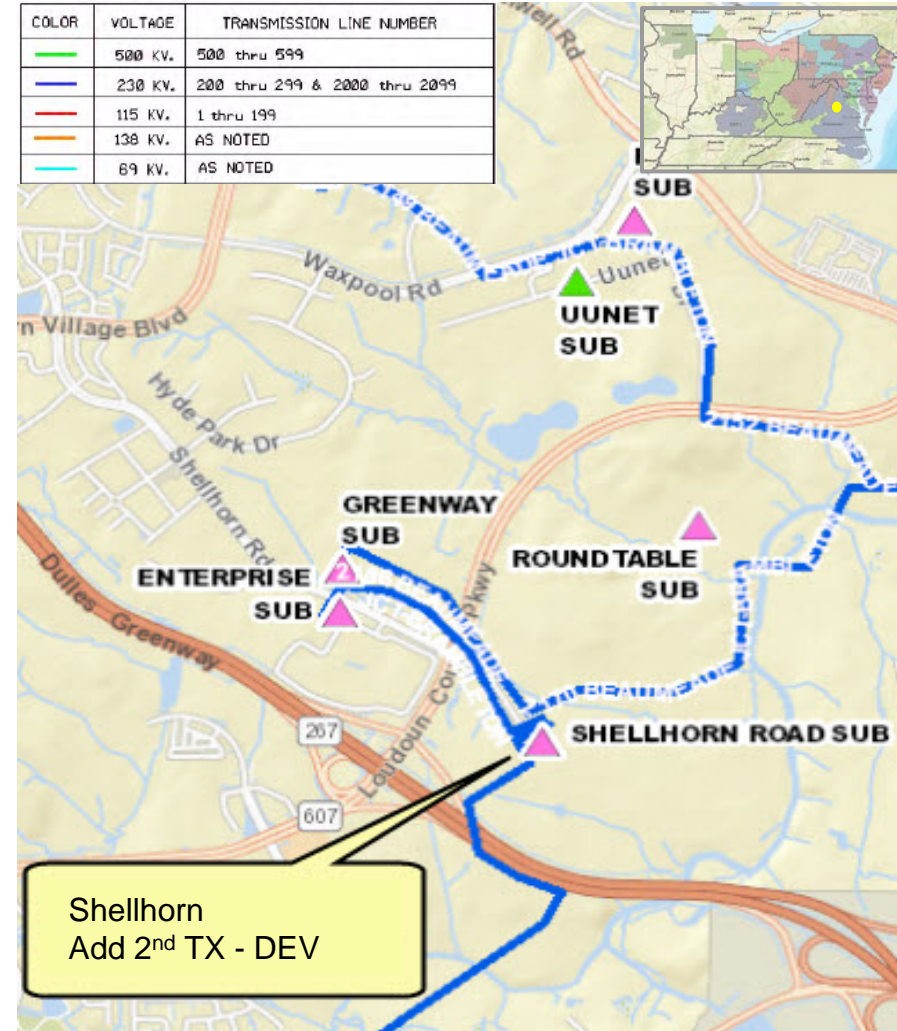 COLOR VOLTAGE TRANSMISSION LINE NUMBER
500 KV. 500 thru 599
230 KV. 200 thru 299 & 2000 thru 2099
115 KV. 1 thru 199
138 KV. AS NOTED
69 KV. AS NOTED
SUB
Waxpool Rd
UUNET
SUB
n Village Blvd
Hyde Park Dr
Shellhorn Rd
GREENWAY
SUB
2
ENTERPRISE
SUB
ROUND TABLE
SUB
Dulles Greenway
Loudoun Co
Pkwy
SHELLHORN ROAD SUB
267
607
Shellhorn
Add 2nd TX - DEV